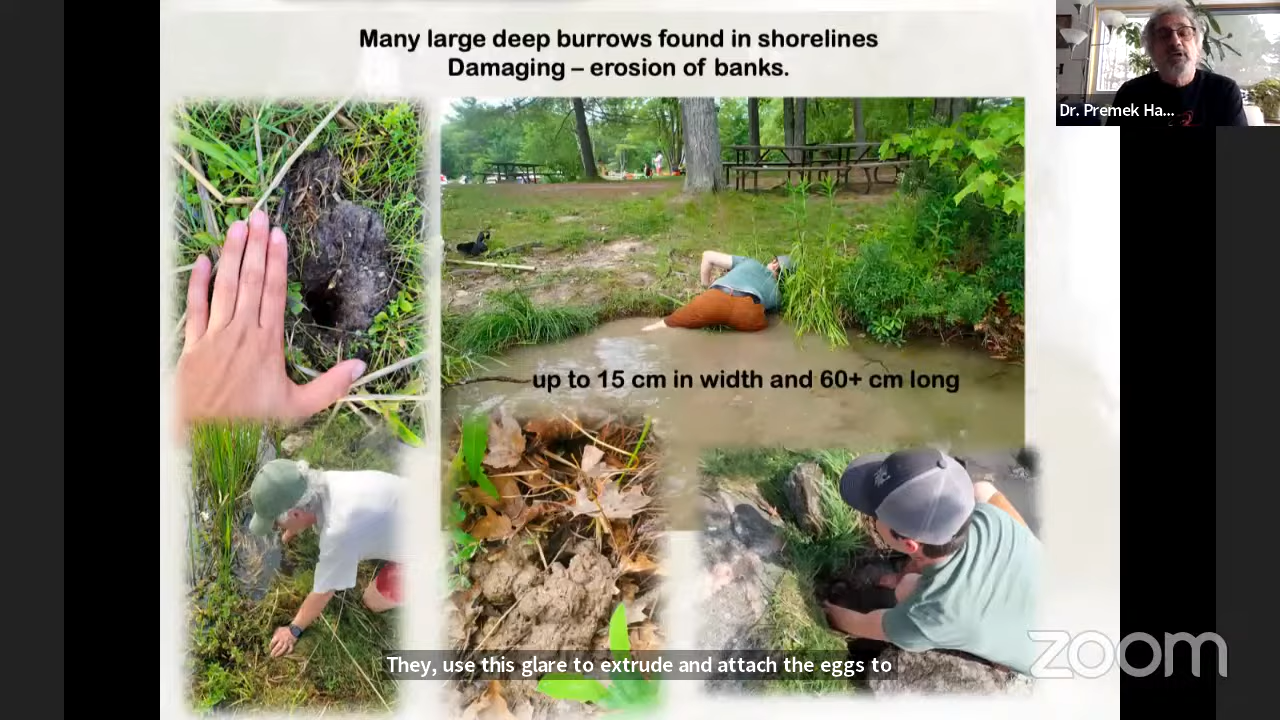 Many large deep burrows found in shorelines
Damaging – erosion of banks.
Dr. Premek Ha...
up to 15 cm in width and 60+ cm long
They, use this glare to extrude and attach the eggs to
zoom